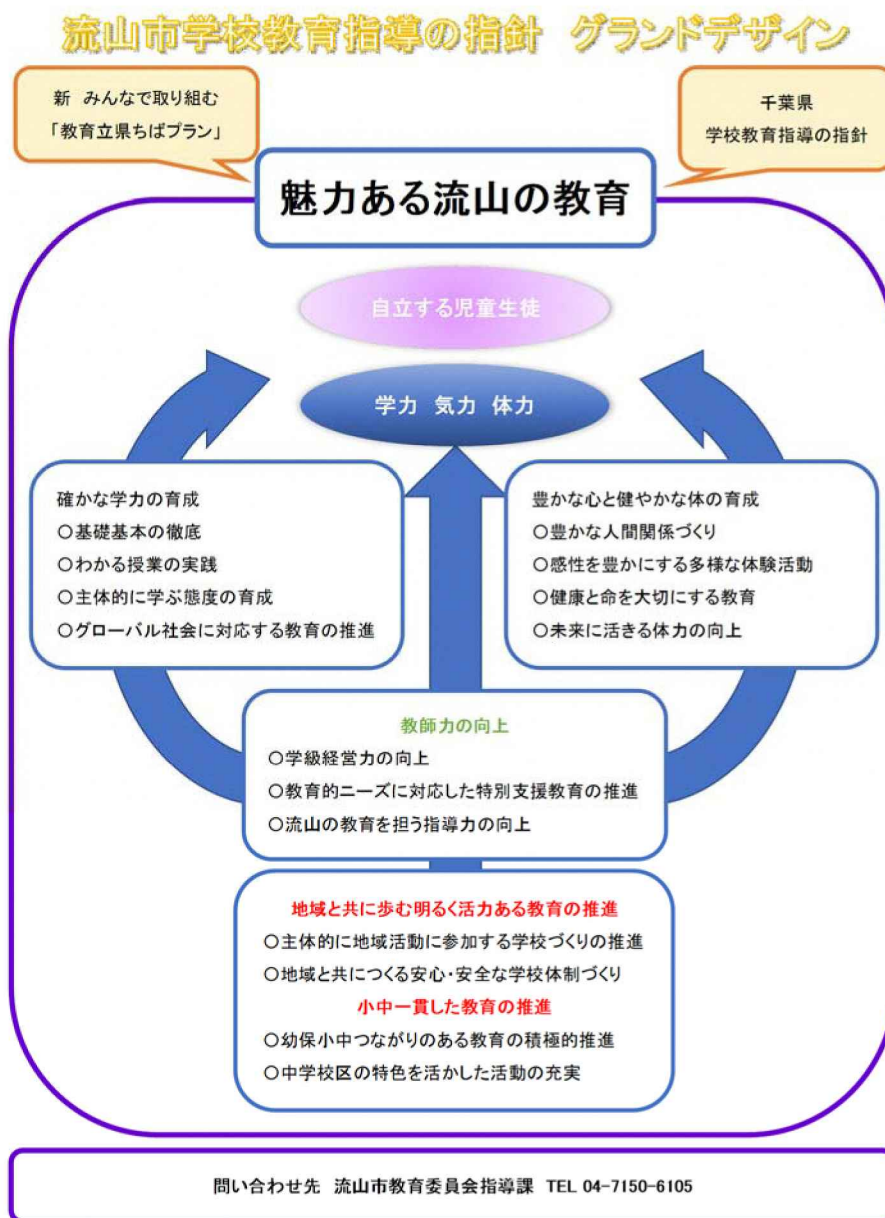 流山市学校教育指導の指針 グランドデザイン
新 みんなで取り組む
「教育立県ちばプラン」
千葉県
学校教育指導の指針
魅力ある流山の教育
自立する児童生徒
学力 気力 体力
確かな学力の育成
○基礎基本の徹底
○わかる授業の実践
○主体的に学ぶ態度の育成
○グローバル社会に対応する教育の推進
豊かな心と健やかな体の育成
○豊かな人間関係づくり
○感性を豊かにする多様な体験活動
○健康と命を大切にする教育
○未来に活きる体力の向上
教師力の向上
○学級経営力の向上
○教育的ニーズに対応した特別支援教育の推進
○流山の教育を担う指導力の向上
地域と共に歩む明るく活力ある教育の推進
○主体的に地域活動に参加する学校づくりの推進
○地域と共につくる安心・安全な学校体制づくり
小中一貫した教育の推進
○幼保小中つながりのある教育の積極的推進
○中学校区の特色を活かした活動の充実
問い合わせ先 流山市教育委員会指導課 TEL 04-7150-6105